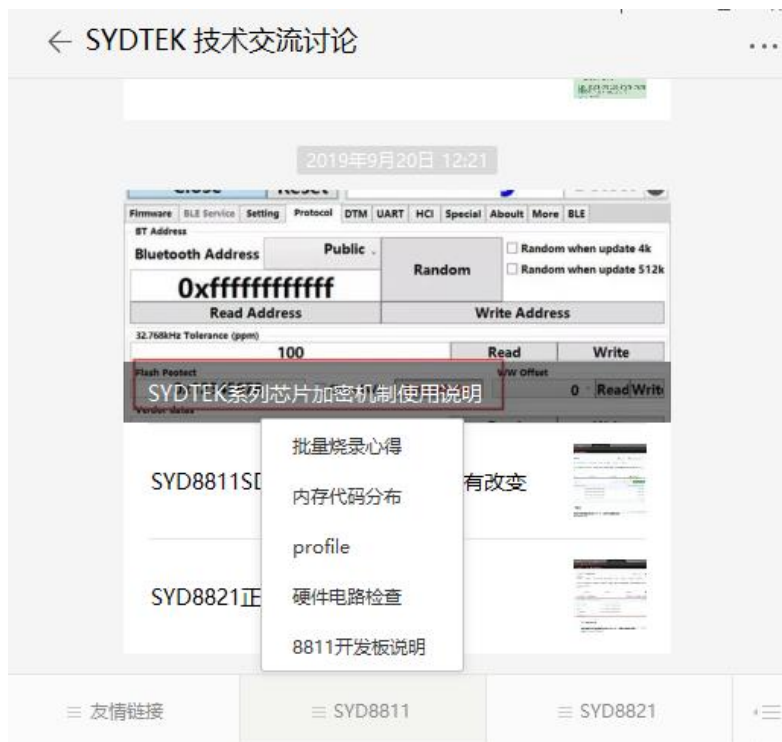 ← SYDTEK 技术交流讨论
2019年9月20日 12:21
Firmware BLE Service Setting Protocol DTM UART HCI Special Aboult More BLE
BT Address
Bluetooth Address Public
Random
Random when update 4k
Random when update 512k
0xffffffffffff
Read Address Write Address
32.768kHz Tolerance (ppm)
100 Read Write
Flash Peotect
Offset
SYDTEK系列芯片加密机制使用说明
0 Read Write
批量烧录心得
SYD8811SD
有改变
内存代码分布
profile
SYD8821正
硬件电路检查
8811开发板说明
友情链接 SYD8811 SYD8821